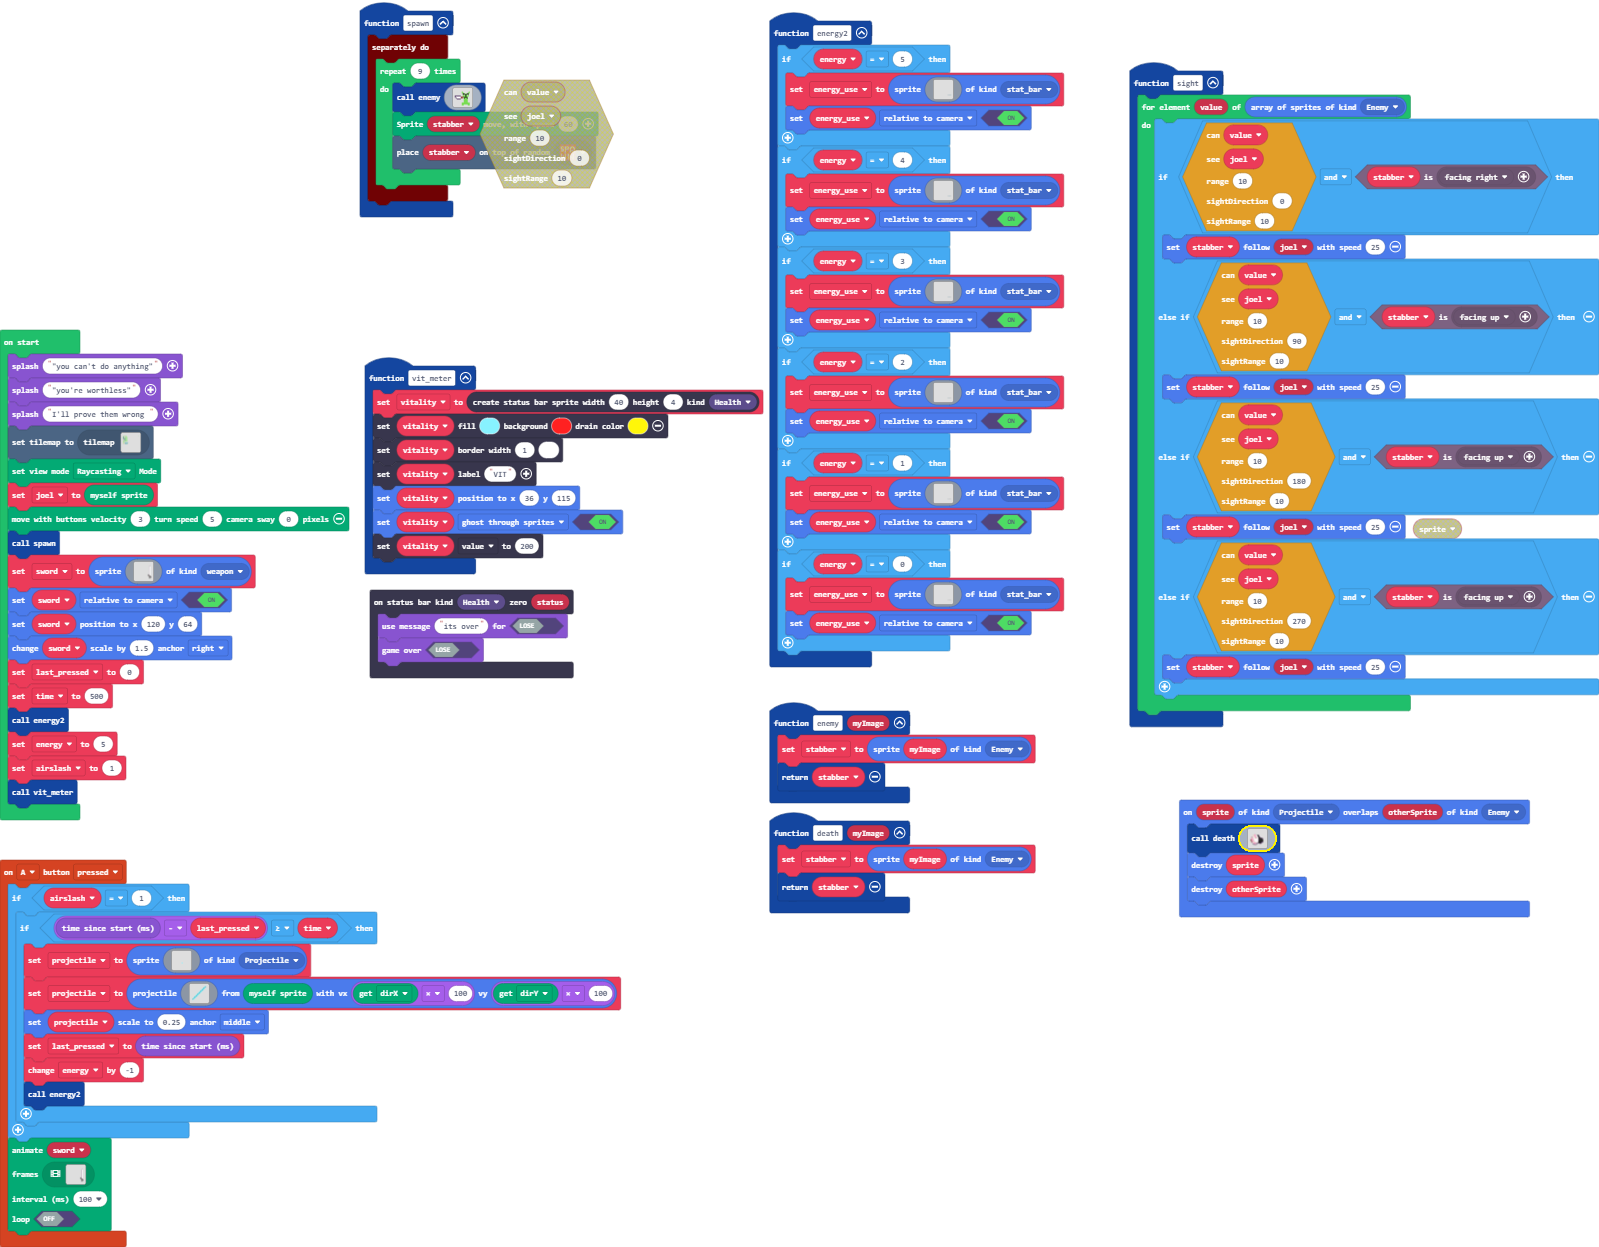 function spawn
separately do
repeat 9 times
do
call enemy
Sprite stabber move, with
place stabber on top of random
can value
see joel
range 10
sightDirection 0
sightRange 10
on start
splash "you can't do anything"
splash "you're worthless"
splash "I'll prove them wrong "
set tilemap to tilemap
set view mode Raycasting Mode
set joel to myself sprite
move with buttons velocity 3 turn speed 5 camera sway 0 pixels
call spawn
set sword to sprite of kind weapon
set sword relative to camera ON
set sword position to x 120 y 64
change sword scale by 1.5 anchor right
set last_pressed to 0
set time to 500
call energy2
set energy to 5
set airslash to 1
call vit_meter
on A button pressed
if airslash = 1 then
if time since start (ms) - last_pressed ≥ time then
set projectile to sprite of kind Projectile
set projectile to projectile from myself sprite with vx get dirX × 100 vy get dirY × 100
set projectile scale to 0.25 anchor middle
set last_pressed to time since start (ms)
change energy by -1
call energy2
animate sword
frames
interval (ms) 100
loop OFF
function vit_meter
set vitality to create status bar sprite width 40 height 4 kind Health
set vitality fill background drain color
set vitality border width 1
set vitality label "VIT"
set vitality position to x 36 y 115
set vitality ghost through sprites ON
set vitality value to 200
on status bar kind Health zero status
use message "its over" for LOSE
game over LOSE
function energy2
if energy = 5 then
set energy_use to sprite of kind stat_bar
set energy_use relative to camera ON
if energy = 4 then
set energy_use to sprite of kind stat_bar
set energy_use relative to camera ON
if energy = 3 then
set energy_use to sprite of kind stat_bar
set energy_use relative to camera ON
if energy = 2 then
set energy_use to sprite of kind stat_bar
set energy_use relative to camera ON
if energy = 1 then
set energy_use to sprite of kind stat_bar
set energy_use relative to camera ON
if energy = 0 then
set energy_use to sprite of kind stat_bar
set energy_use relative to camera ON
function enemy myImage
set stabber to sprite myImage of kind Enemy
return stabber
function death myImage
set stabber to sprite myImage of kind Enemy
return stabber
function sight
for element value of array of sprites of kind Enemy
do
if can value see joel range 10 sightDirection 0 sightRange 10 and stabber is facing right then
set stabber follow joel with speed 25
else if can value see joel range 10 sightDirection 90 sightRange 10 and stabber is facing up then
set stabber follow joel with speed 25
else if can value see joel range 10 sightDirection 180 sightRange 10 and stabber is facing up then
set stabber follow joel with speed 25
sprite
else if can value see joel range 10 sightDirection 270 sightRange 10 and stabber is facing up then
set stabber follow joel with speed 25
on sprite of kind Projectile overlaps otherSprite of kind Enemy
call death
destroy sprite
destroy otherSprite